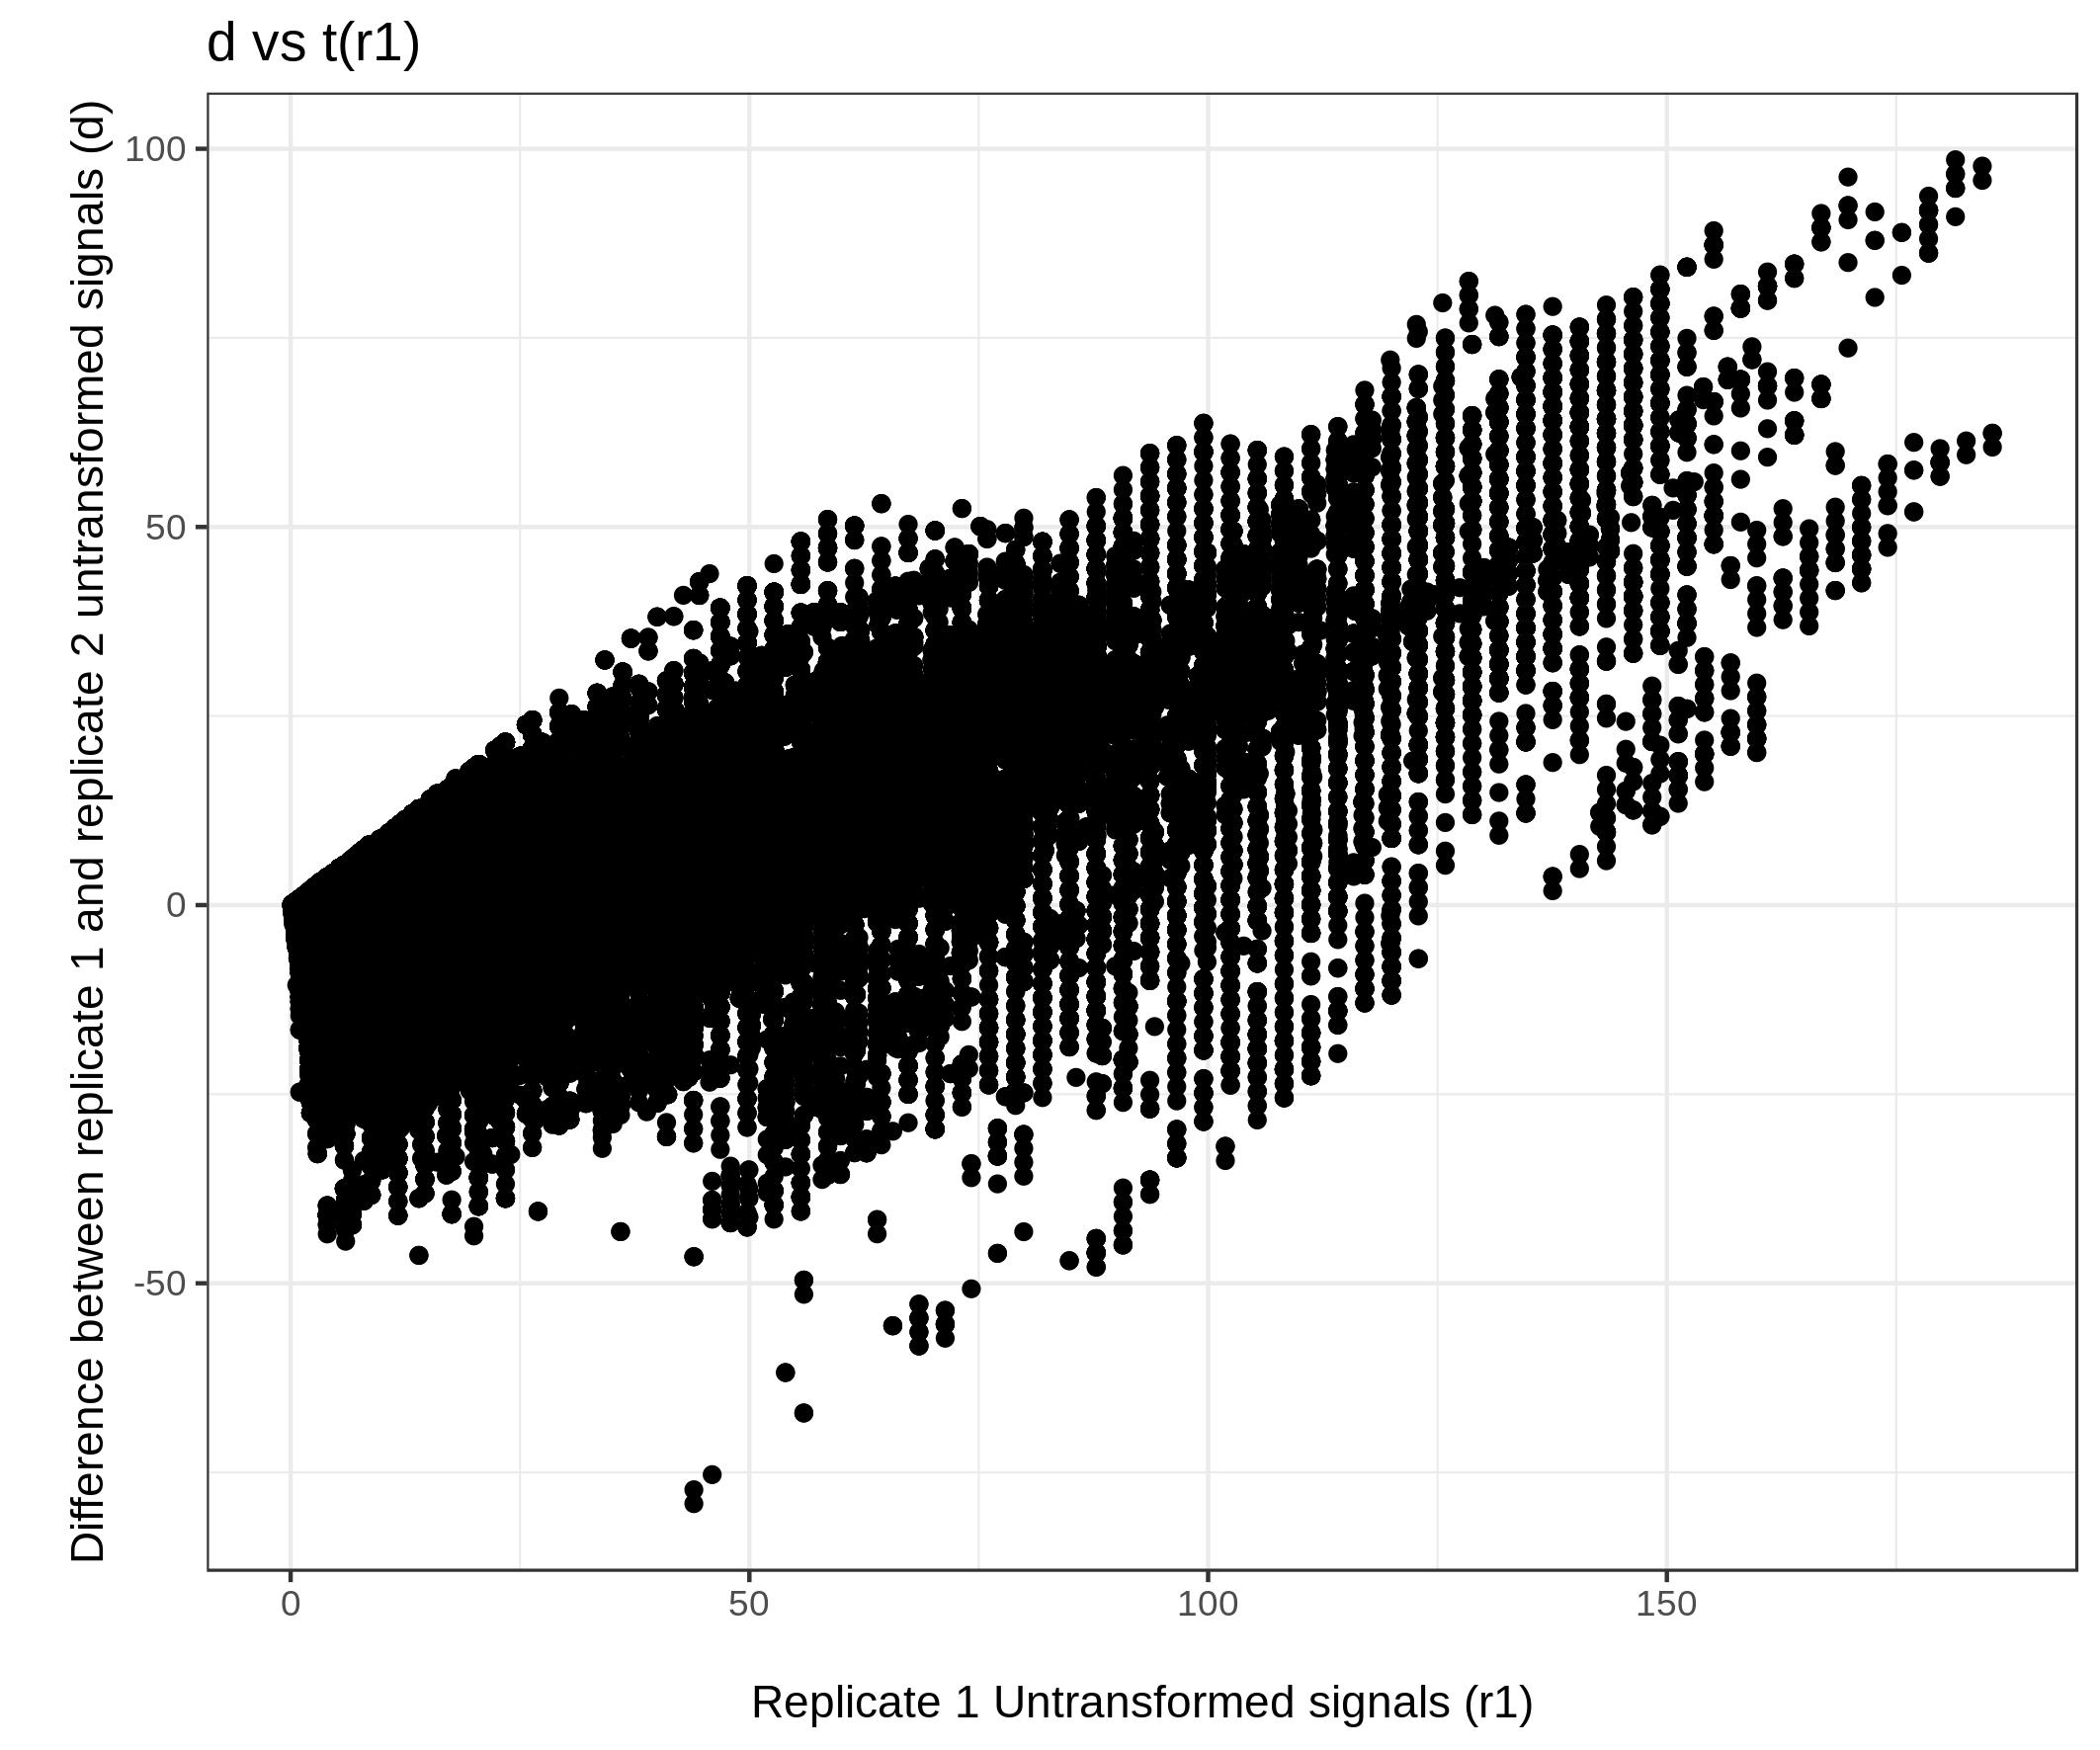 d vs t(r1)
Difference between replicate 1 and replicate 2 untransformed signals (d)
100
50
0
-50
0
50
100
150
Replicate 1 Untransformed signals (r1)